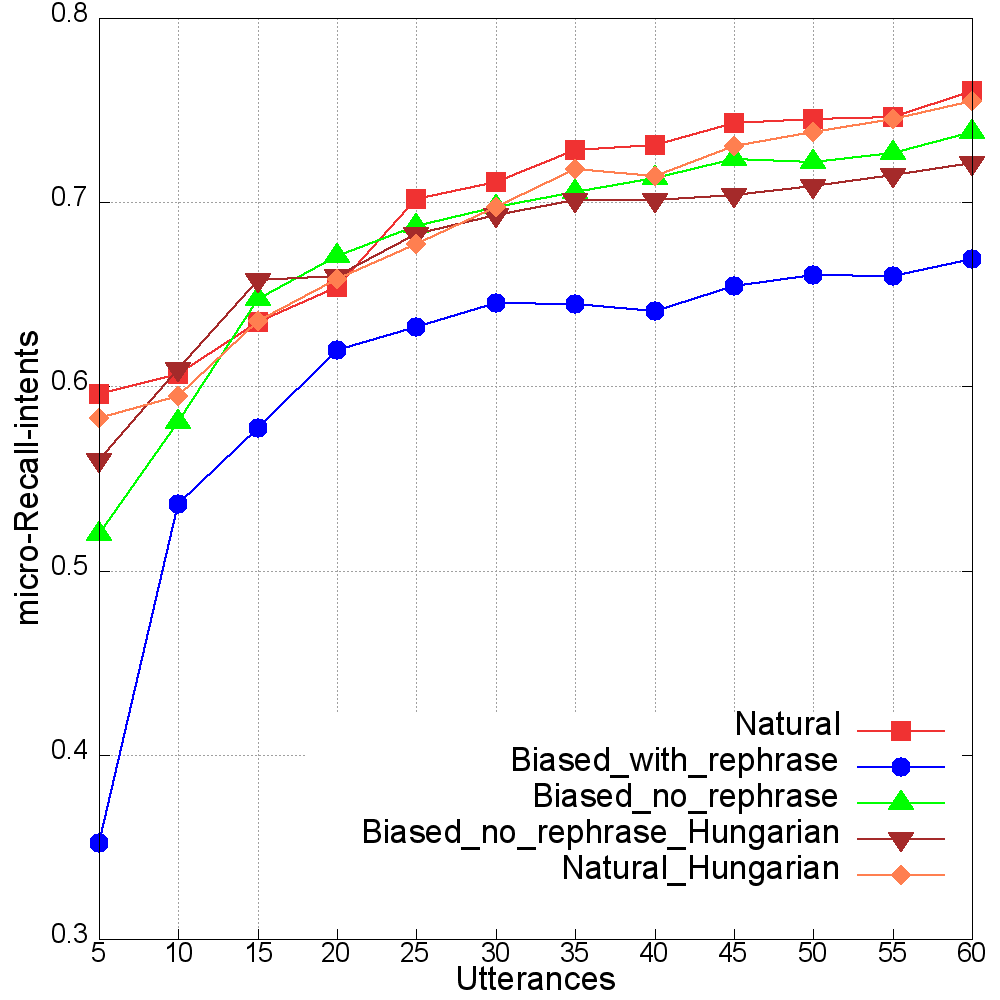 0.8
0.7
0.6
0.5
0.4
0.3
micro-Recall-intents
Natural
Biased_with_rephrase
Biased_no_rephrase
Biased_no_rephrase_Hungarian
Natural_Hungarian
5 10 15 20 25 30 35 40 45 50 55 60
Utterances